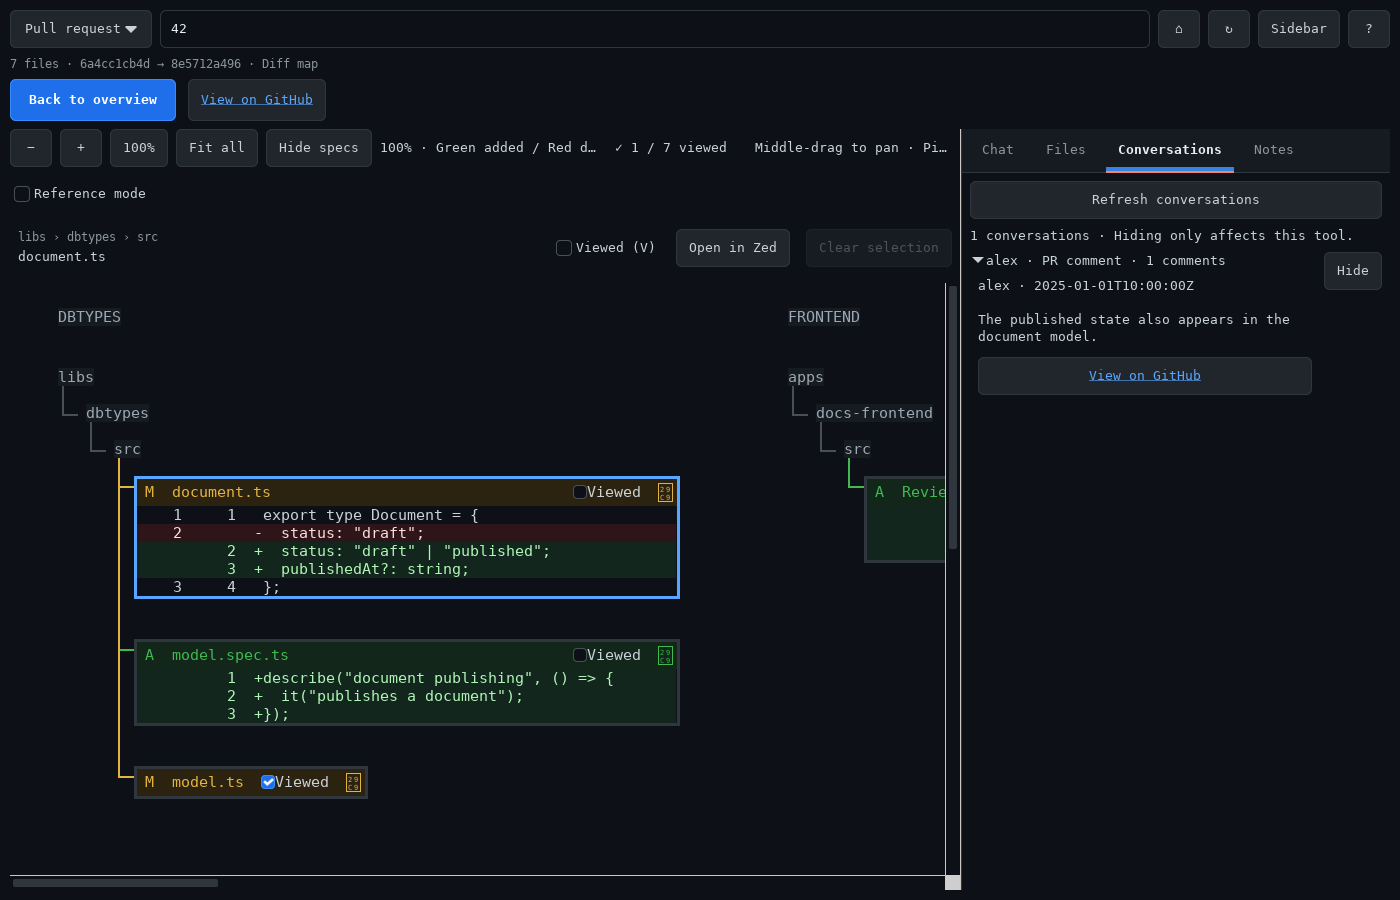 Pull request
42
⌂
↻
Sidebar
?
7 files · 6a4cc1cb4d → 8e5712a496 · Diff map
Back to overview
View on GitHub
−
+
100%
Fit all
Hide specs
100% · Green added / Red d…
✓ 1 / 7 viewed
Middle-drag to pan · Pi…
Reference mode
libs › dbtypes › src
document.ts
Viewed (V)
Open in Zed
Clear selection
DBTYPES
libs
dbtypes
src
M document.ts Viewed 29C9
1 1 export type Document = {
2 - status: "draft";
2 + status: "draft" | "published";
3 + publishedAt?: string;
3 4 };
A model.spec.ts Viewed 29C9
1 +describe("document publishing", () => {
2 + it("publishes a document");
3 +});
M model.ts Viewed 29C9
FRONTEND
apps
docs-frontend
src
A Revie
Chat
Files
Conversations
Notes
Refresh conversations
1 conversations · Hiding only affects this tool.
alex · PR comment · 1 comments
Hide
alex · 2025-01-01T10:00:00Z
The published state also appears in the
document model.
View on GitHub